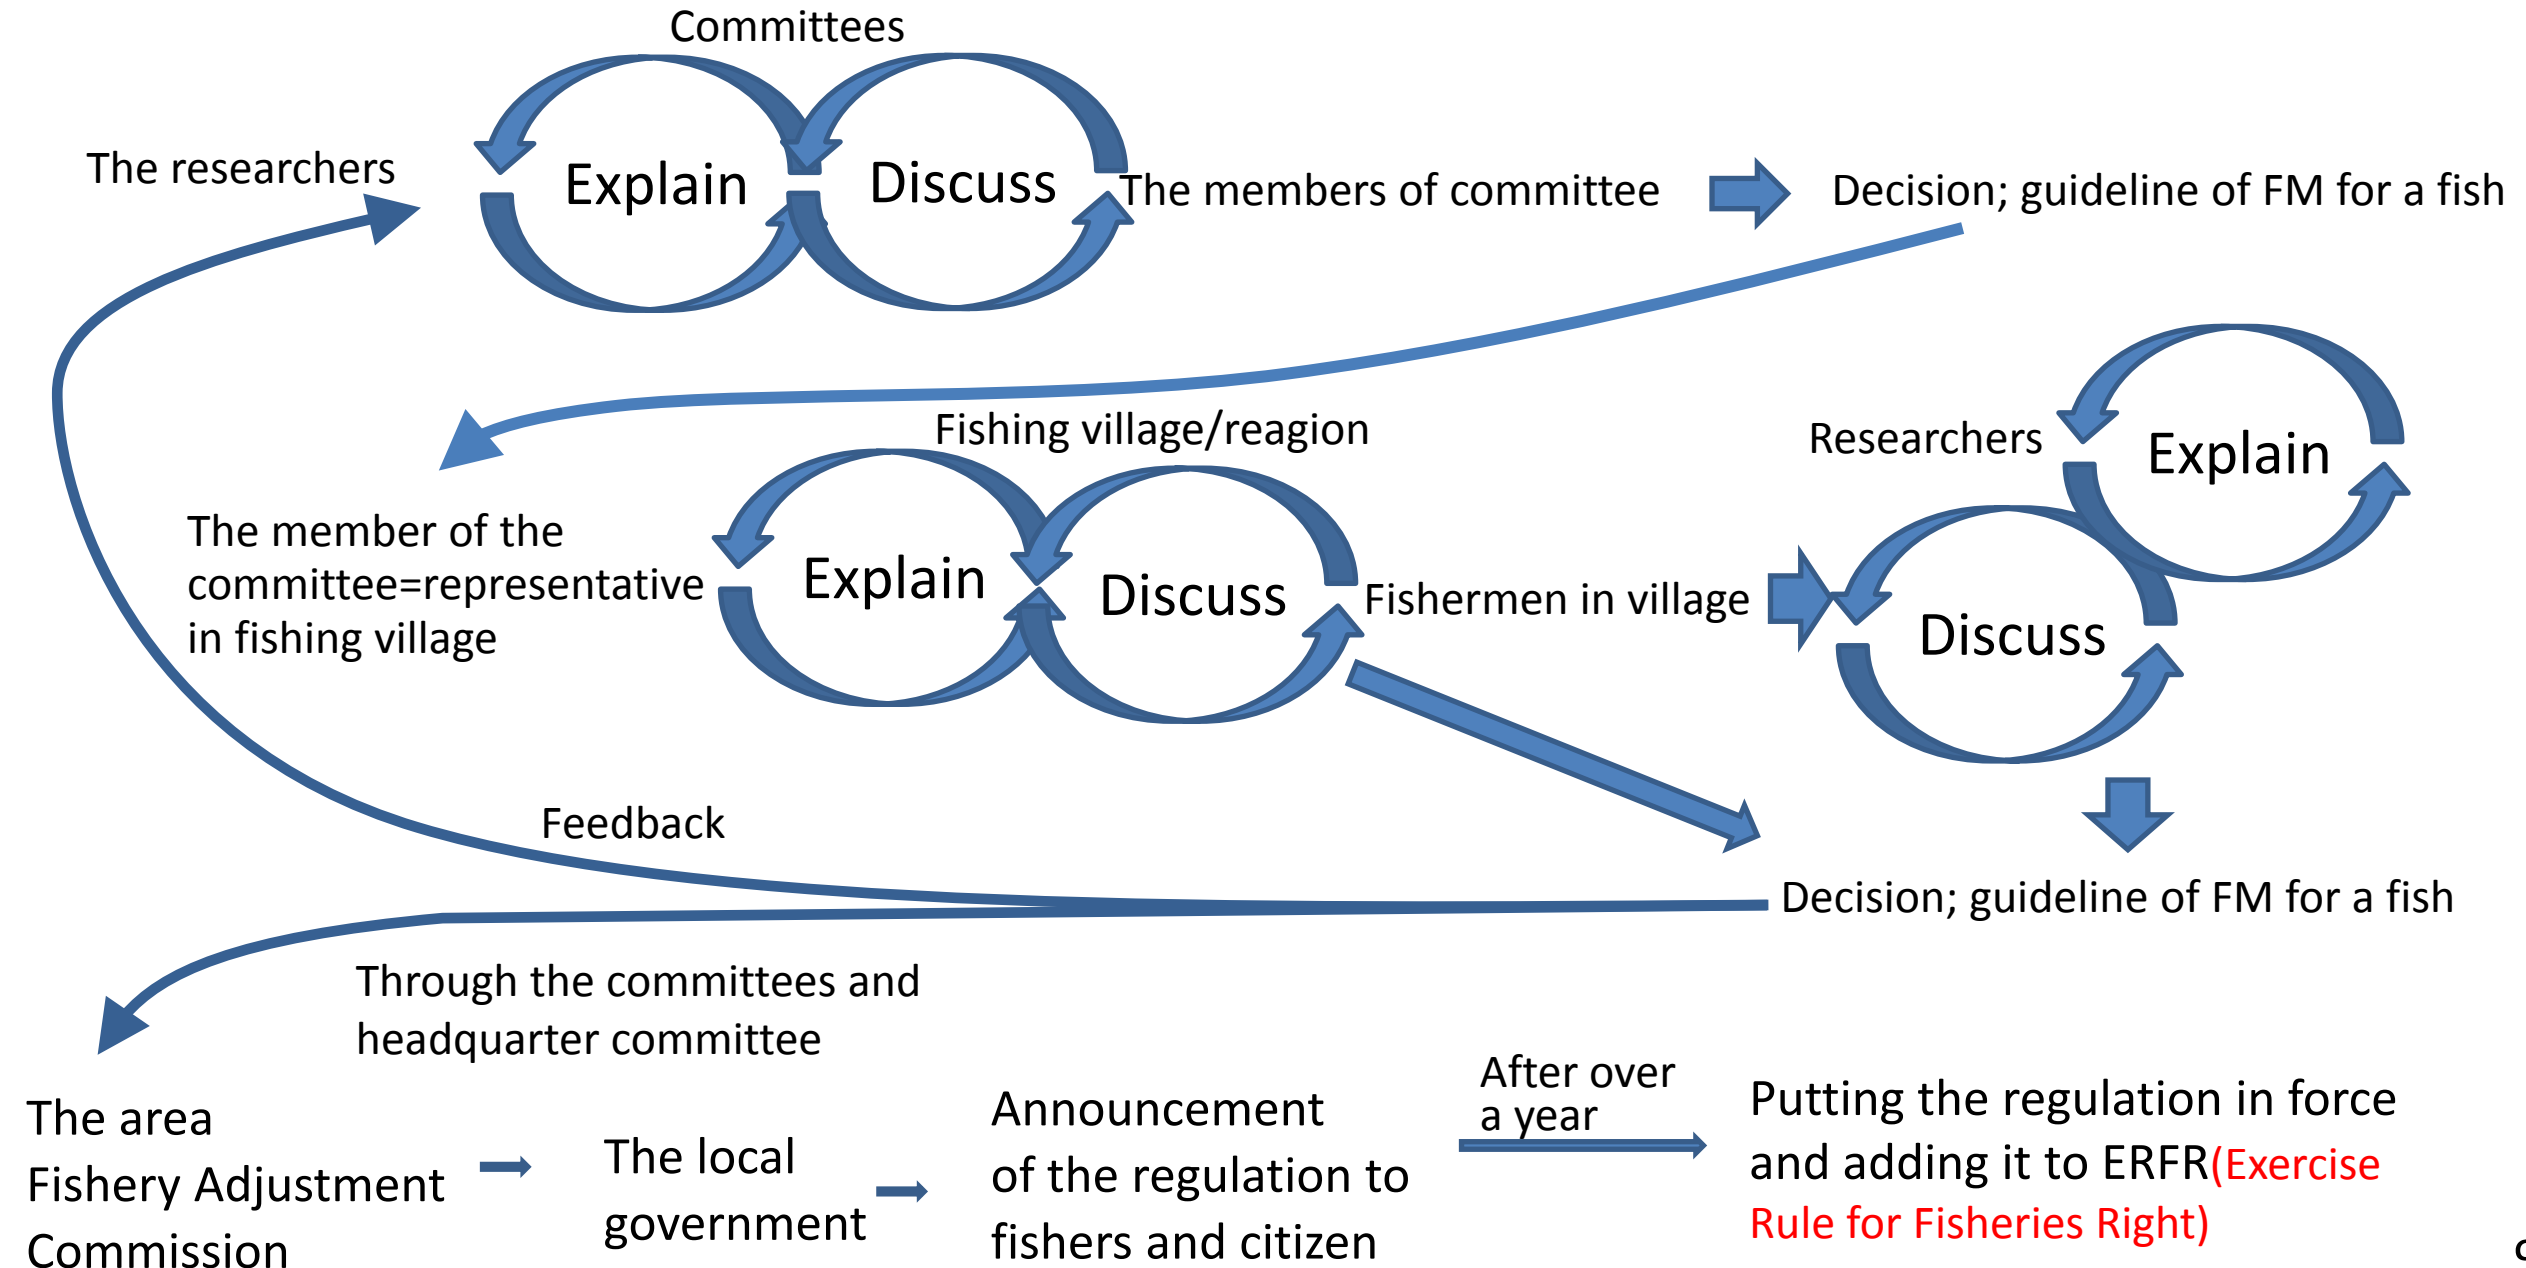 Committees
The researchers
Explain
Discuss
The members of committee
Decision; guideline of FM for a fish
Fishing village/reagion
Researchers
Explain
The member of the
committee=representative
in fishing village
Explain
Discuss
Fishermen in village
Discuss
Feedback
Decision; guideline of FM for a fish
Through the committees and
headquarter committee
The area
Fishery Adjustment
Commission
The local
government
Announcement
of the regulation to
fishers and citizen
After over
a year
Putting the regulation in force
and adding it to ERFR(Exercise
Rule for Fisheries Right)